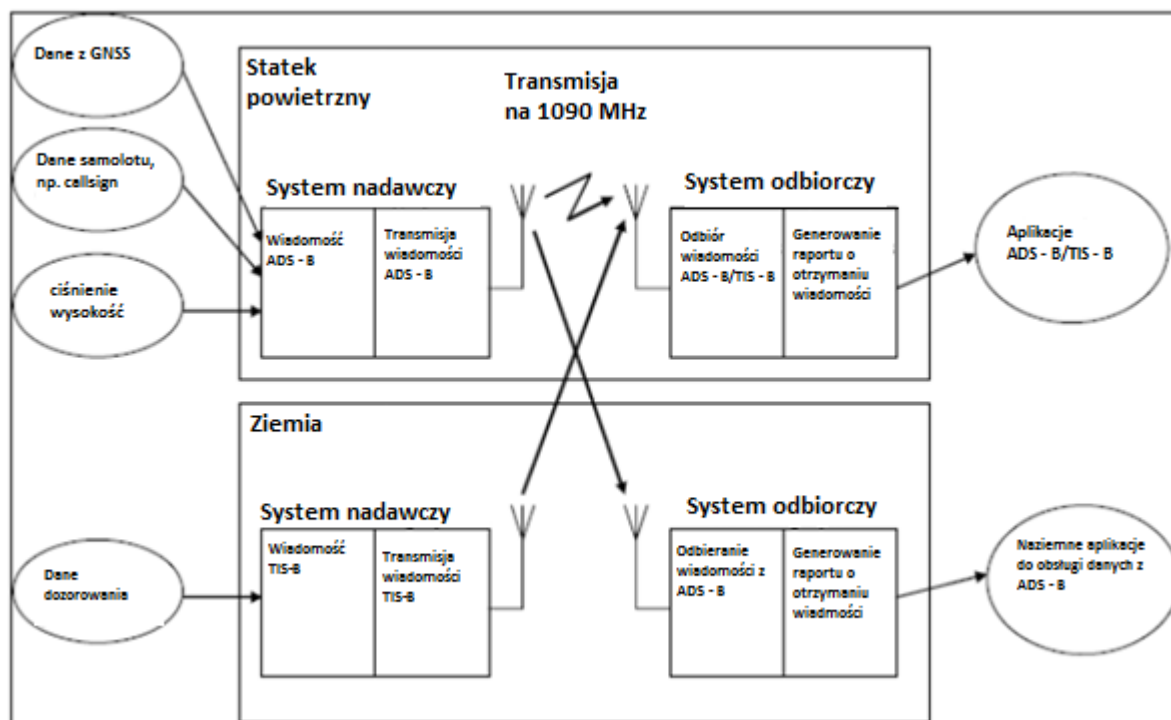 Dane z GNSS
Statek
powietrzny
Transmisja
na 1090 MHz
Dane samolotu,
np. callsign
ciśnienie
wysokość
System nadawczy
Wiadomość
ADS - B
Transmisja
wiadomości
ADS - B
System odbiorczy
Odbiór
wiadomości
ADS - B/TIS - B
Generowanie
raportu o
otrzymaniu
wiadomości
Aplikacje
ADS - B/TIS - B
Ziemia
Dane
dozorowania
System nadawczy
Wiadomość
TIS-B
Transmisja
wiadomości
TIS-B
System odbiorczy
Odbieranie
wiadomości z
ADS - B
Generowanie
raportu o
otrzymaniu
wiadmości
Naziemne aplikacje
do obsługi danych z
ADS - B